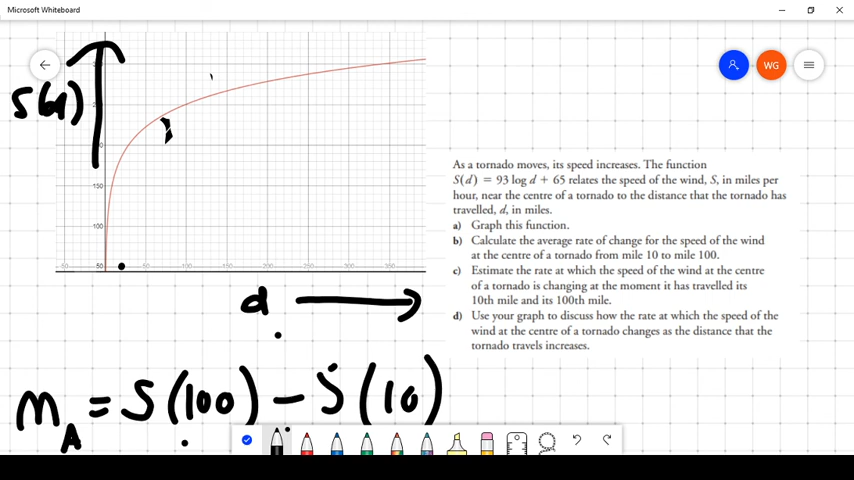 Microsoft Whiteboard
WG
S(d)
150
100
50
50
100
150
200
250
300
350
d
As a tornado moves, its speed increases. The function
S(d) = 93 log d + 65 relates the speed of the wind, S, in miles per
hour, near the centre of a tornado to the distance that the tornado has
travelled, d, in miles.
a) Graph this function.
b) Calculate the average rate of change for the speed of the wind
at the centre of a tornado from mile 10 to mile 100.
c) Estimate the rate at which the speed of the wind at the centre
of a tornado is changing at the moment it has travelled its
10th mile and its 100th mile.
d) Use your graph to discuss how the rate at which the speed of the
wind at the centre of a tornado changes as the distance that the
tornado travels increases.
m_A = S(100) - S(10)